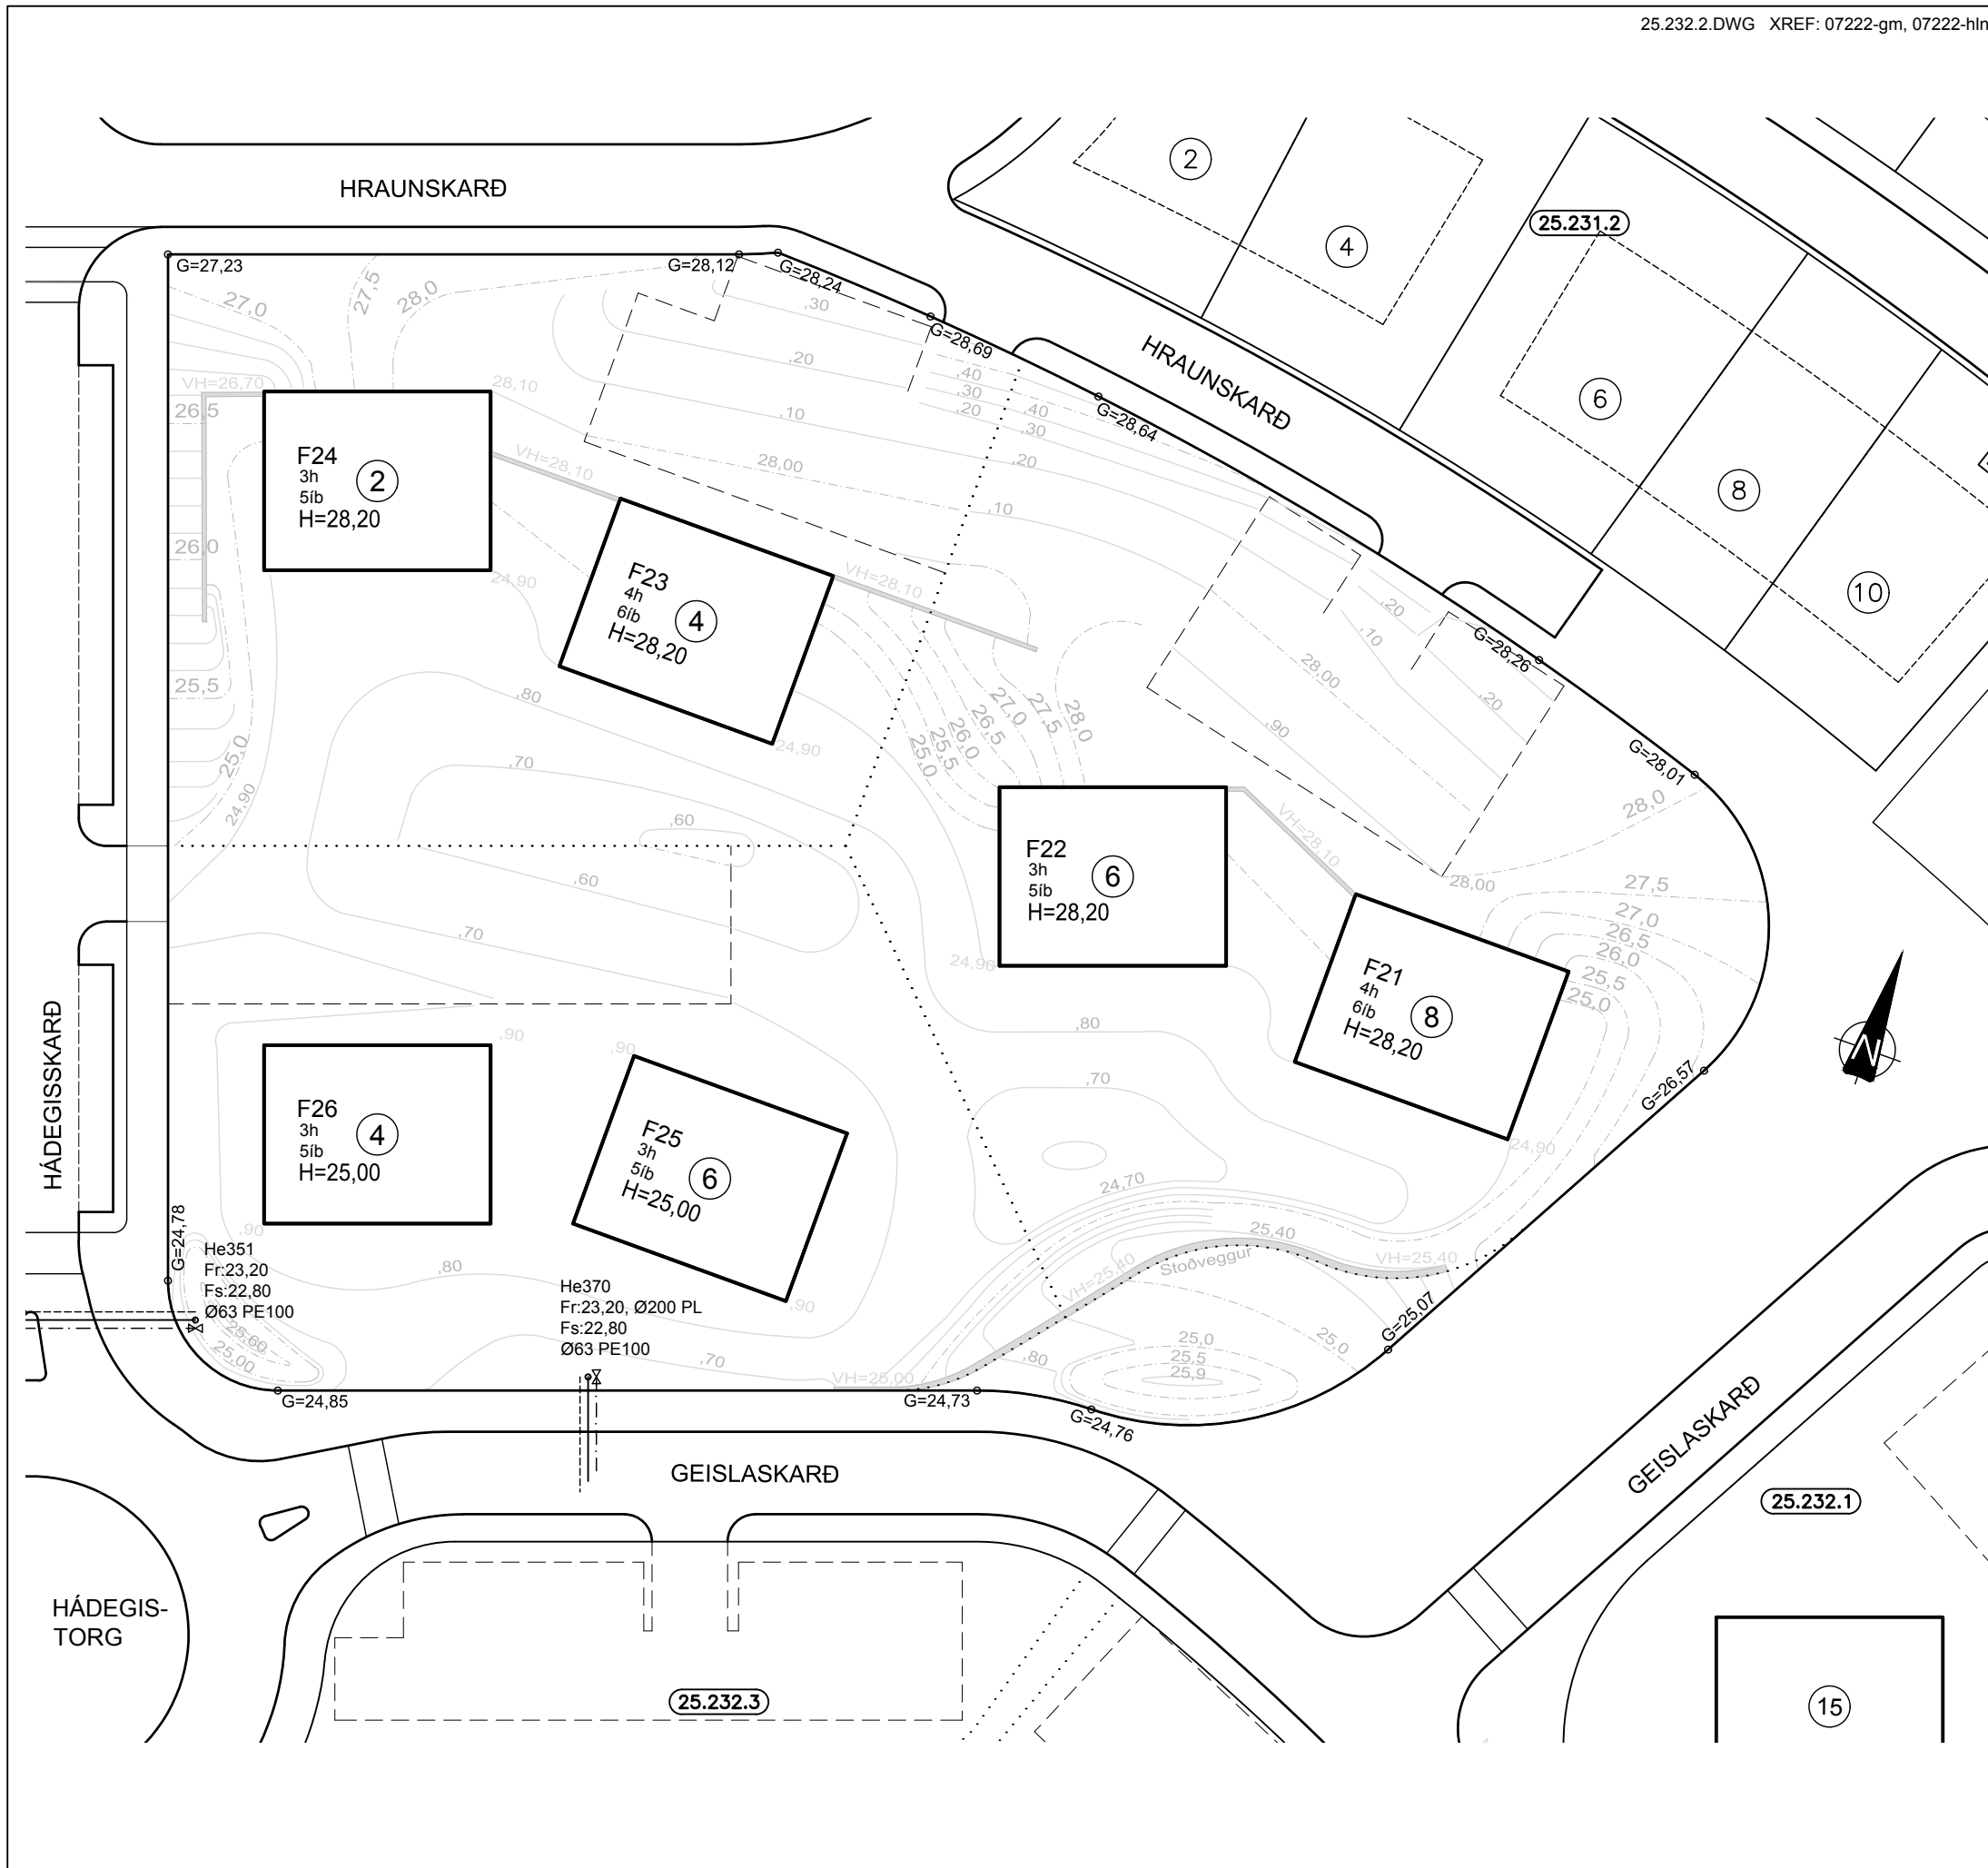 25.232.2.DWG XREF: 07222-gm, 07222-hln
HRAUNSKARÐ
2
4
25.231.2
6
8
10
HRAUNSKARÐ
G=27,23
G=28,12
G=28,24
G=28,69
G=28,64
G=28,26
G=28,01
G=26,57
G=25,07
G=24,76
G=24,73
G=24,85
G=24,78
27,0
27,5
28,0
,30
,20
,10
28,00
,40
,30
,20
,40
,30
,20
,10
VH=26,70
26,5
26,0
25,5
25,0
24,90
28,10
VH=28,10
24,90
F24
3h
5íb
H=28,20
2
F23
4h
6íb
H=28,20
4
VH=28,10
24,90
25,0
25,5
26,0
26,5
27,0
27,5
28,0
,20
,10
28,00
,20
,90
28,0
,80
,70
,60
,60
,70
,90
,90
F22
3h
5íb
H=28,20
6
VH=28,10
28,00
24,90
27,5
27,0
26,5
26,0
25,5
25,0
F21
4h
6íb
H=28,20
8
24,90
,80
,70
24,70
HÁDEGISSKARÐ
F26
3h
5íb
H=25,00
4
F25
3h
5íb
H=25,00
6
,90
,80
,90
,70
He351
Fr:23,20
Fs:22,80
Ø63 PE100
25,60
25,00
He370
Fr:23,20, Ø200 PL
Fs:22,80
Ø63 PE100
VH=25,00
VH=25,40
Stoðveggur
25,40
VH=25,40
,80
25,0
25,5
25,9
25,0
N
GEISLASKARÐ
GEISLASKARÐ
25.232.1
HÁDEGIS-
TORG
25.232.3
15